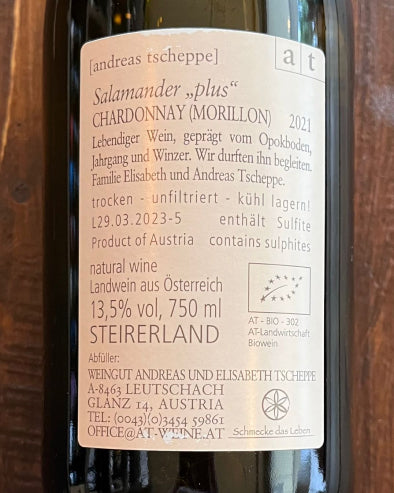 [andreas tscheppe]
a t
Salamander „plus“
CHARDONNAY (MORILLON) 2021
Lebendiger Wein, geprägt vom Opokboden,
Jahrgang und Winzer. Wir durften ihn begleiten.
Familie Elisabeth und Andreas Tscheppe.
trocken - unfiltriert - kühl lagern!
L29.03.2023-5 enthält Sulfite
Product of Austria contains sulphites
natural wine
Landwein aus Österreich
13,5% vol, 750 ml
STEIRERLAND
AT - BIO - 302
AT-Landwirtschaft
Biowein
Abfüller:
WEINGUT ANDREAS UND ELISABETH TSCHEPPE
A-8463 LEUTSCHACH
GLANZ 14, AUSTRIA
TEL: (0043)(0)3454 59861
OFFICE@AT-WEINE.AT
Schmecke das Leben